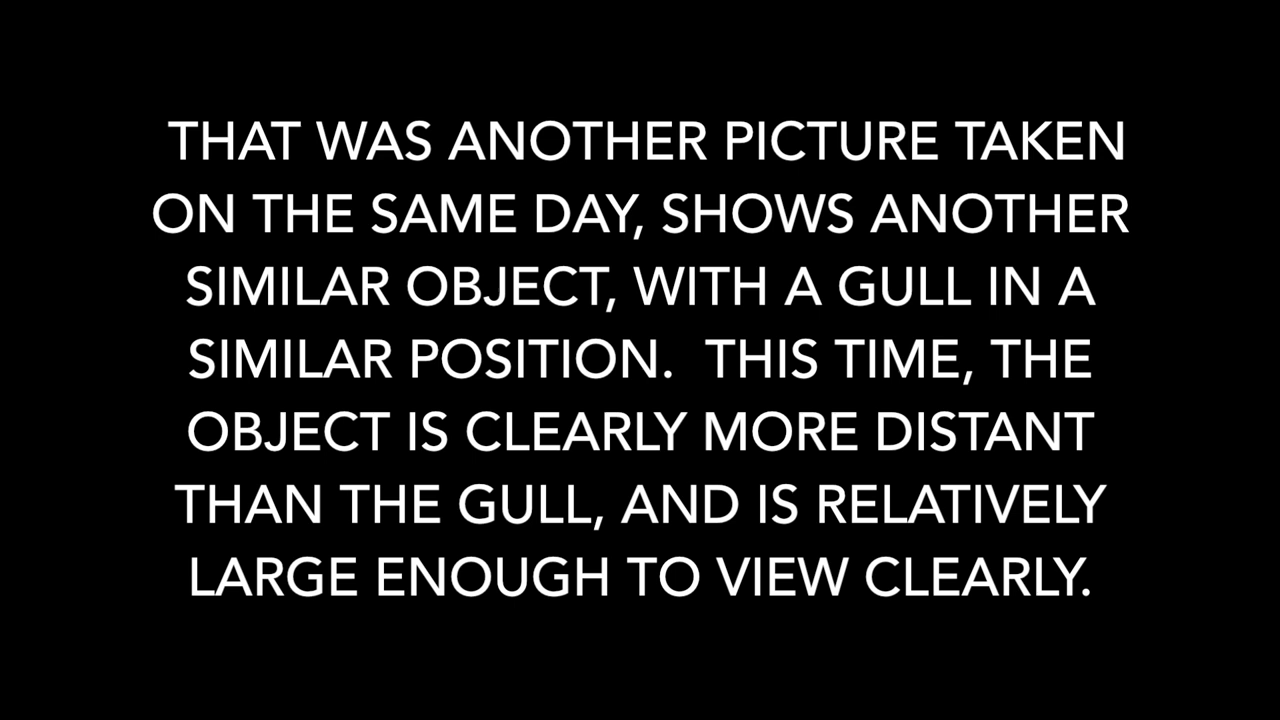 THAT WAS ANOTHER PICTURE TAKEN
ON THE SAME DAY, SHOWS ANOTHER
SIMILAR OBJECT, WITH A GULL IN A
SIMILAR POSITION.  THIS TIME, THE
OBJECT IS CLEARLY MORE DISTANT
THAN THE GULL, AND IS RELATIVELY
LARGE ENOUGH TO VIEW CLEARLY.